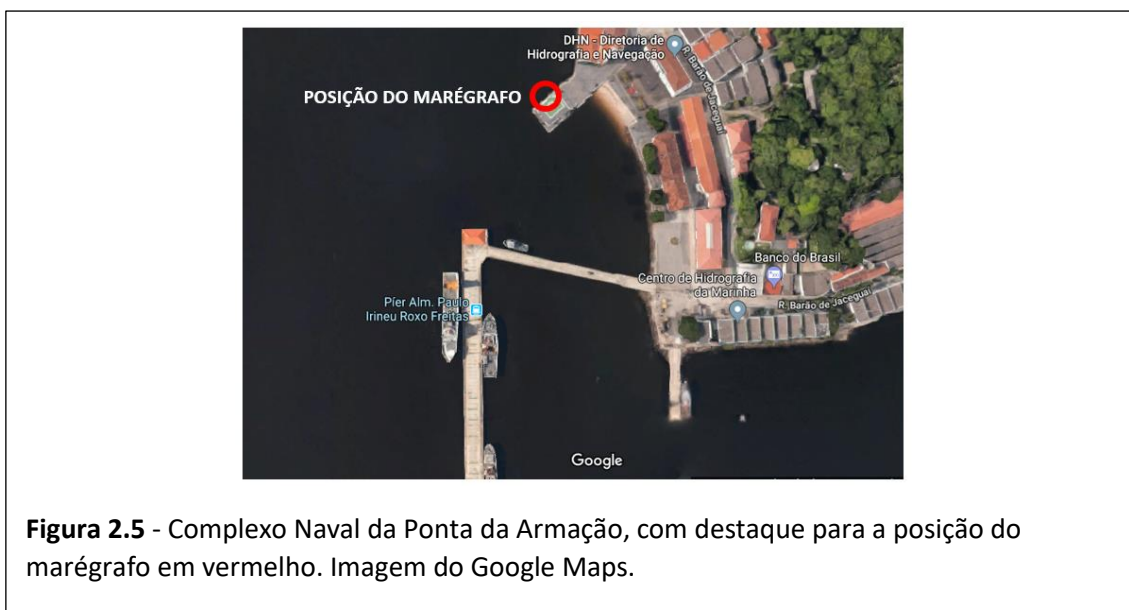 DHN - Diretoria de
Hidrografia e Navegação
R. Barão de Jaceguai
POSIÇÃO DO MARÉGRAFO
Banco do Brasil
Centro de Hidrografia
da Marinha
R. Barão de Jaceguai
Píer Alm. Paulo
Irineu Roxo Freitas
Google
Figura 2.5 - Complexo Naval da Ponta da Armação, com destaque para a posição do
marégrafo em vermelho. Imagem do Google Maps.